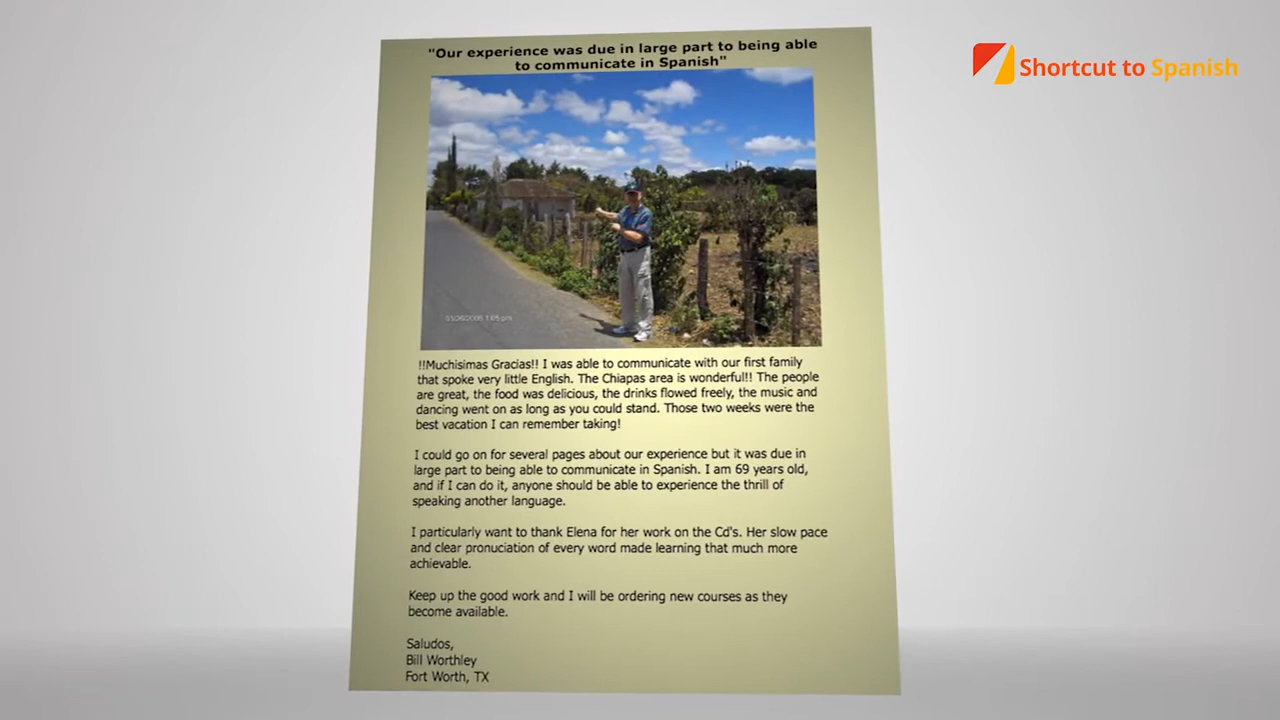 "Our experience was due in large part to being able
to communicate in Spanish"
Shortcut to Spanish
!!Muchisimas Gracias!! I was able to communicate with our first family
that spoke very little English. The Chiapas area is wonderful!! The people
are great, the food was delicious, the drinks flowed freely, the music and
dancing went on as long as you could stand. Those two weeks were the
best vacation I can remember taking!
I could go on for several pages about our experience but it was due in
large part to being able to communicate in Spanish. I am 69 years old,
and if I can do it, anyone should be able to experience the thrill of
speaking another language.
I particularly want to thank Elena for her work on the Cd's. Her slow pace
and clear pronuciation of every word made learning that much more
achievable.
Keep up the good work and I will be ordering new courses as they
become available.
Saludos,
Bill Worthley
Fort Worth, TX